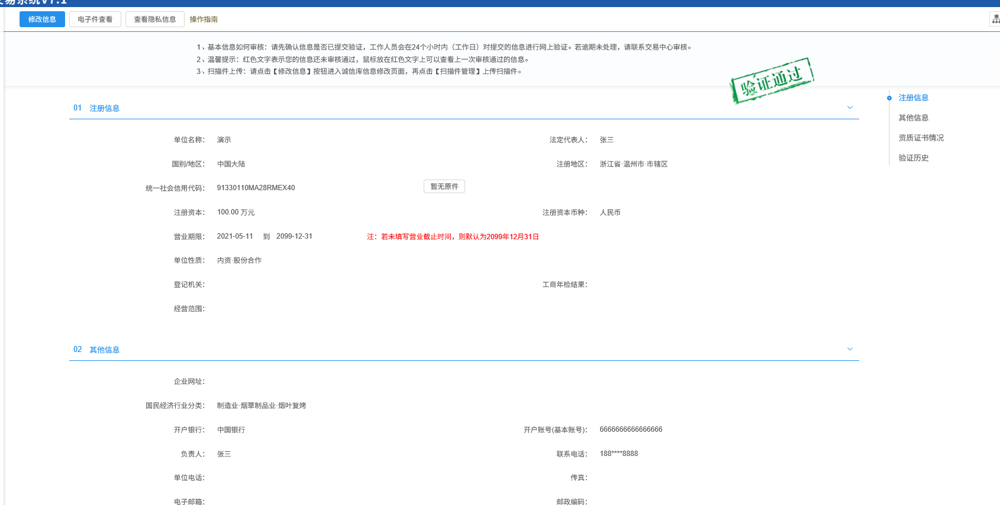 交易系统V7.1
修改信息 电子件查看 查看隐私信息 操作指南
1、基本信息如何审核：请先确认信息是否已提交验证，工作人员会在24个小时内（工作日）对提交的信息进行网上验证。若逾期未处理，请联系交易中心审核。
2、温馨提示：红色文字表示您的信息还未审核通过，鼠标放在红色文字上可以查看上一次审核通过的信息。
3、扫描件上传：请点击【修改信息】按钮进入诚信库信息修改页面，再点击【扫描件管理】上传扫描件。
验证通过
注册信息
其他信息
资质证书情况
验证历史
01 注册信息
单位名称： 演示 法定代表人： 张三
国别/地区： 中国大陆 注册地区： 浙江省·温州市·市辖区
统一社会信用代码： 91330110MA28RMEX40 暂无原件
注册资本： 100.00 万元 注册资本币种： 人民币
营业期限： 2021-05-11 到 2099-12-31 注：若未填写营业截止时间，则默认为2099年12月31日
单位性质： 内资·股份合作
登记机关： 工商年检结果：
经营范围：
02 其他信息
企业网址：
国民经济行业分类： 制造业·烟草制品业·烟叶复烤
开户银行： 中国银行 开户账号(基本账号)： 6666666666666666
负责人： 张三 联系电话： 188****8888
单位电话： 传真：
电子邮箱： 邮政编码：